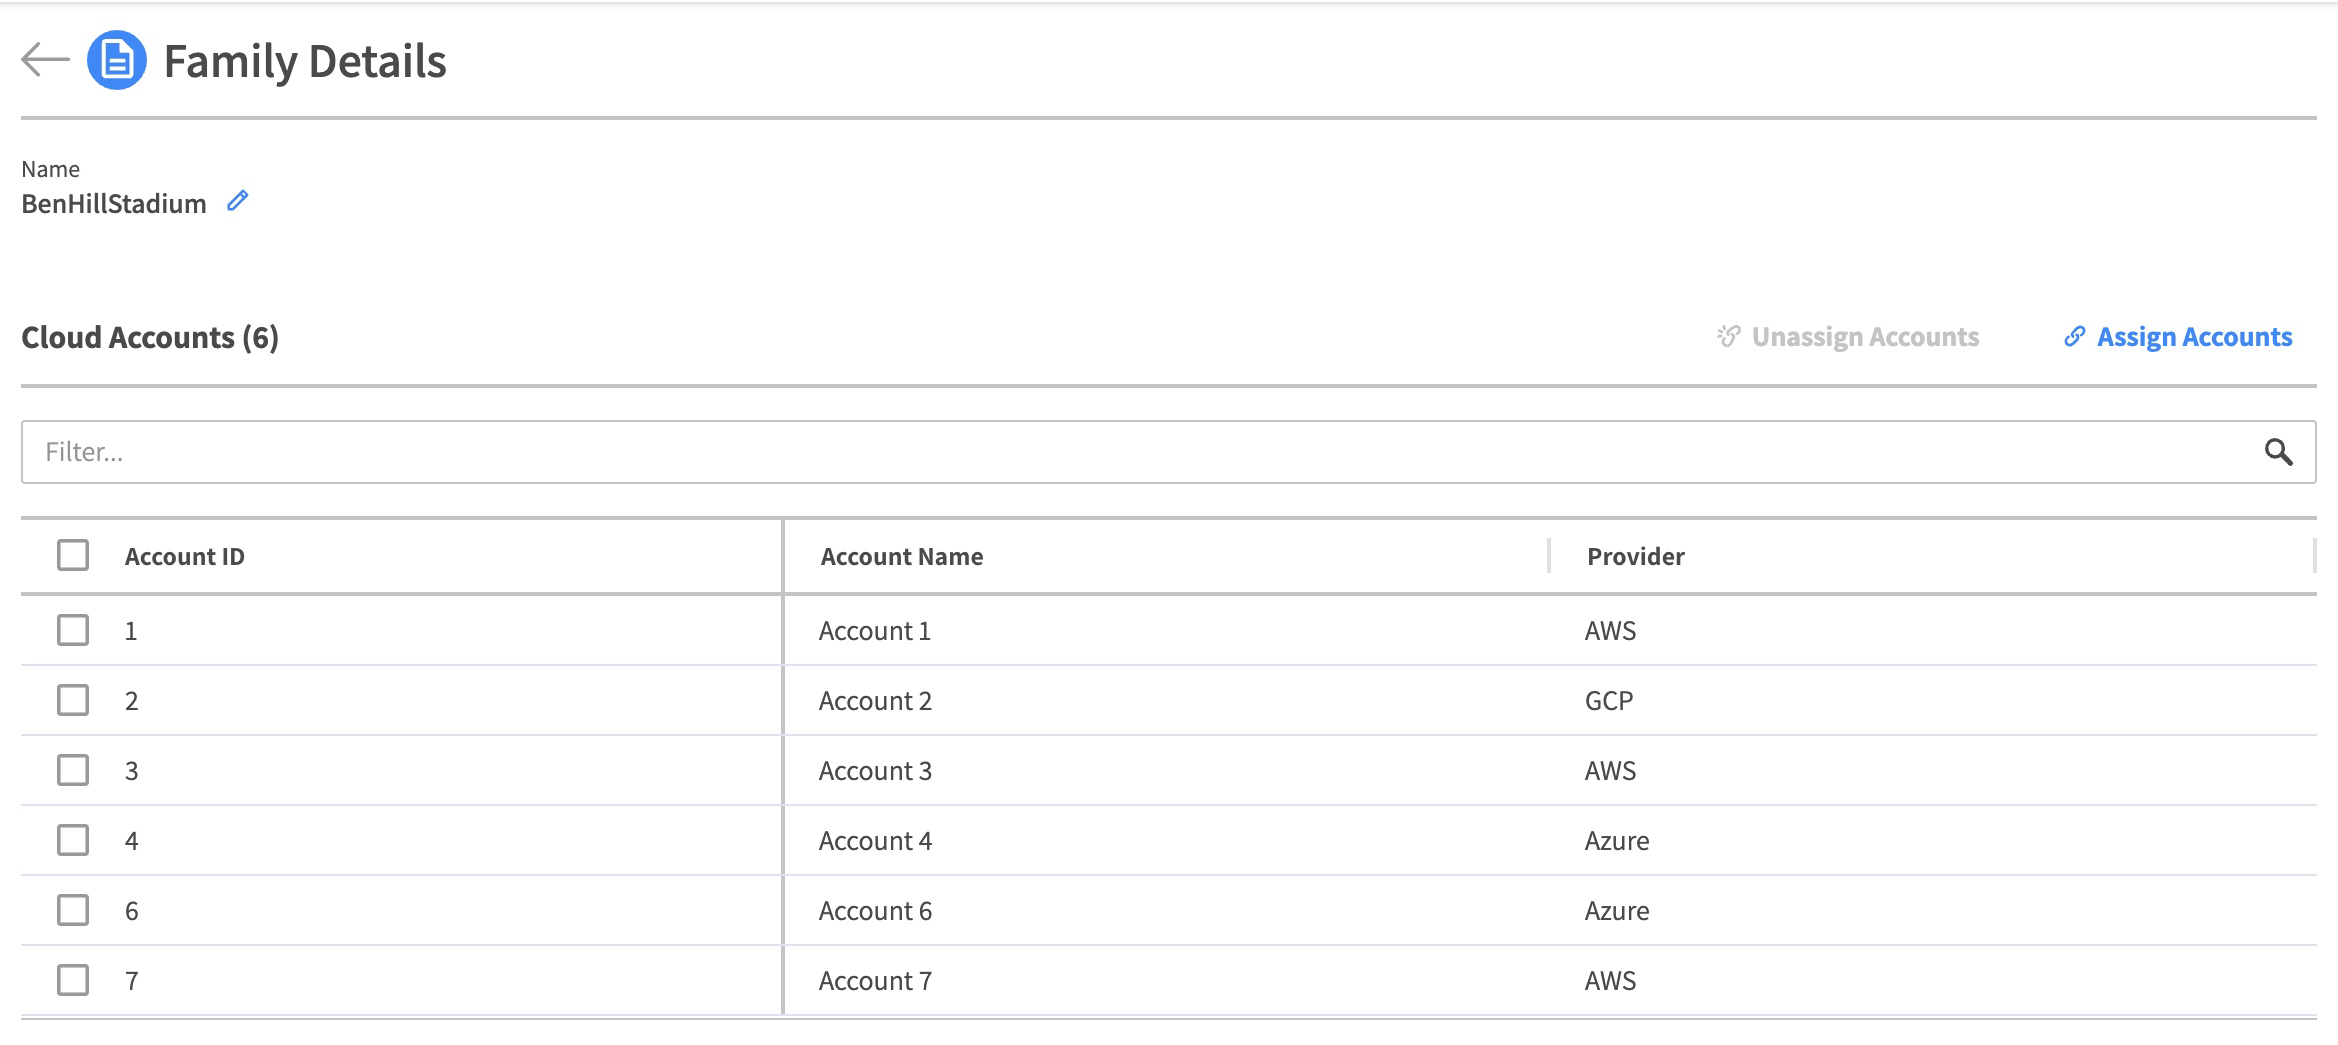 Family Details
Name
BenHillStadium
Cloud Accounts (6)
Unassign Accounts
Assign Accounts
Filter...
Account ID Account Name Provider
1 Account 1 AWS
2 Account 2 GCP
3 Account 3 AWS
4 Account 4 Azure
6 Account 6 Azure
7 Account 7 AWS